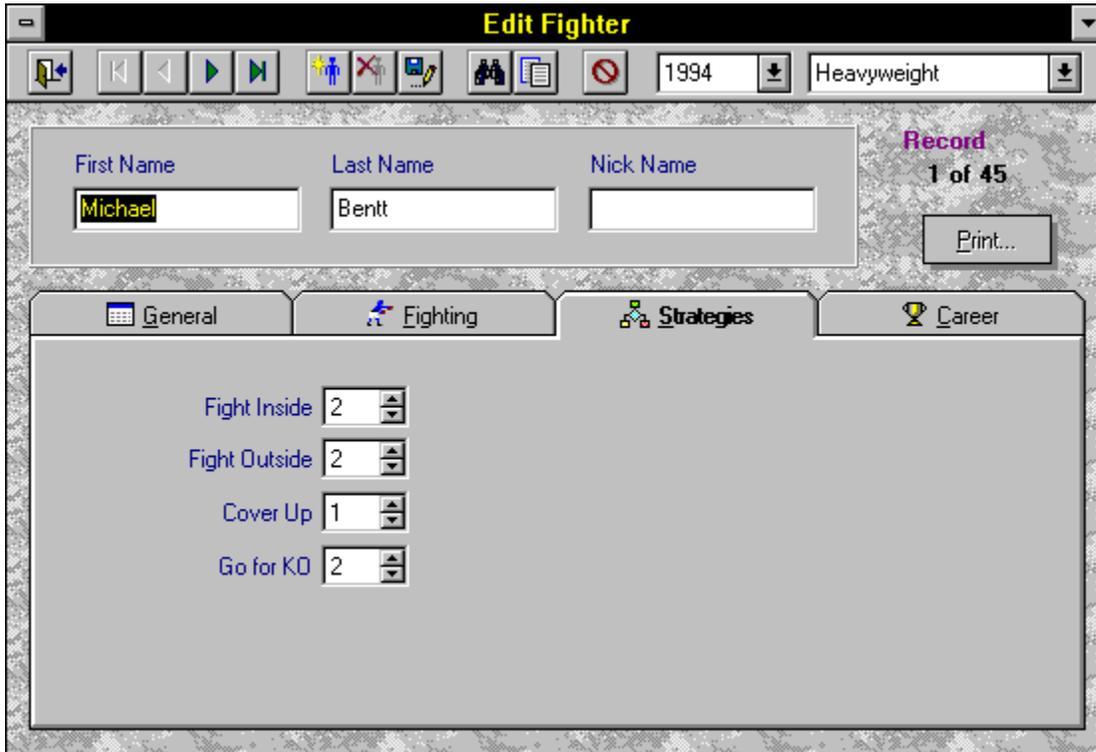 Edit Fighter
1994 Heavyweight
First Name Last Name Nick Name
Michael Bentt
Record
1 of 45
Print...
General Fighting Strategies Career
Fight Inside 2
Fight Outside 2
Cover Up 1
Go for KO 2